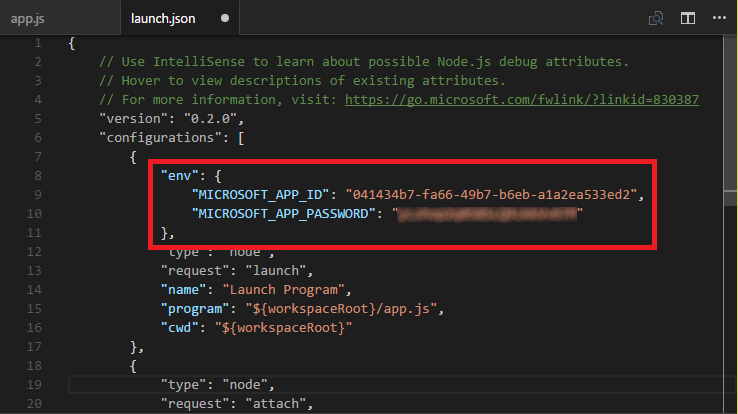 app.js
launch.json
1 {
2 // Use IntelliSense to learn about possible Node.js debug attributes.
3 // Hover to view descriptions of existing attributes.
4 // For more information, visit: https://go.microsoft.com/fwlink/?linkid=830387
5 "version": "0.2.0",
6 "configurations": [
7 {
8 "env": {
9 "MICROSOFT_APP_ID": "041434b7-fa66-49b7-b6eb-a1a2ea533ed2",
10 "MICROSOFT_APP_PASSWORD": " "
11 },
12 "type": "node",
13 "request": "launch",
14 "name": "Launch Program",
15 "program": "${workspaceRoot}/app.js",
16 "cwd": "${workspaceRoot}"
17 },
18 {
19 "type": "node",
20 "request": "attach",